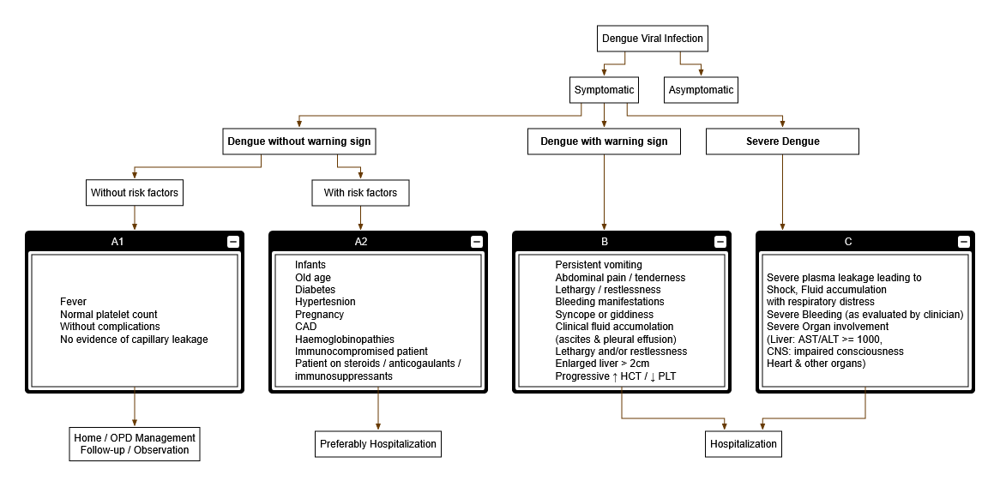 Dengue Viral Infection
Symptomatic
Asymptomatic
Dengue without warning sign
Dengue with warning sign
Severe Dengue
Without risk factors
With risk factors
A1
Fever
Normal platelet count
Without complications
No evidence of capillary leakage
A2
Infants
Old age
Diabetes
Hypertesnion
Pregnancy
CAD
Haemoglobinopathies
Immunocompromised patient
Patient on steroids / anticogaulants /
immunosuppressants
B
Persistent vomiting
Abdominal pain / tenderness
Lethargy / restlessness
Bleeding manifestations
Syncope or giddiness
Clinical fluid accumolation
(ascites & pleural effusion)
Lethargy and/or restlessness
Enlarged liver > 2cm
Progressive ↑ HCT / ↓ PLT
C
Severe plasma leakage leading to
Shock, Fluid accumulation
with respiratory distress
Severe Bleeding (as evaluated by clinician)
Severe Organ involvement
(Liver: AST/ALT >= 1000,
CNS: impaired consciousness
Heart & other organs)
Home / OPD Management
Follow-up / Observation
Preferably Hospitalization
Hospitalization